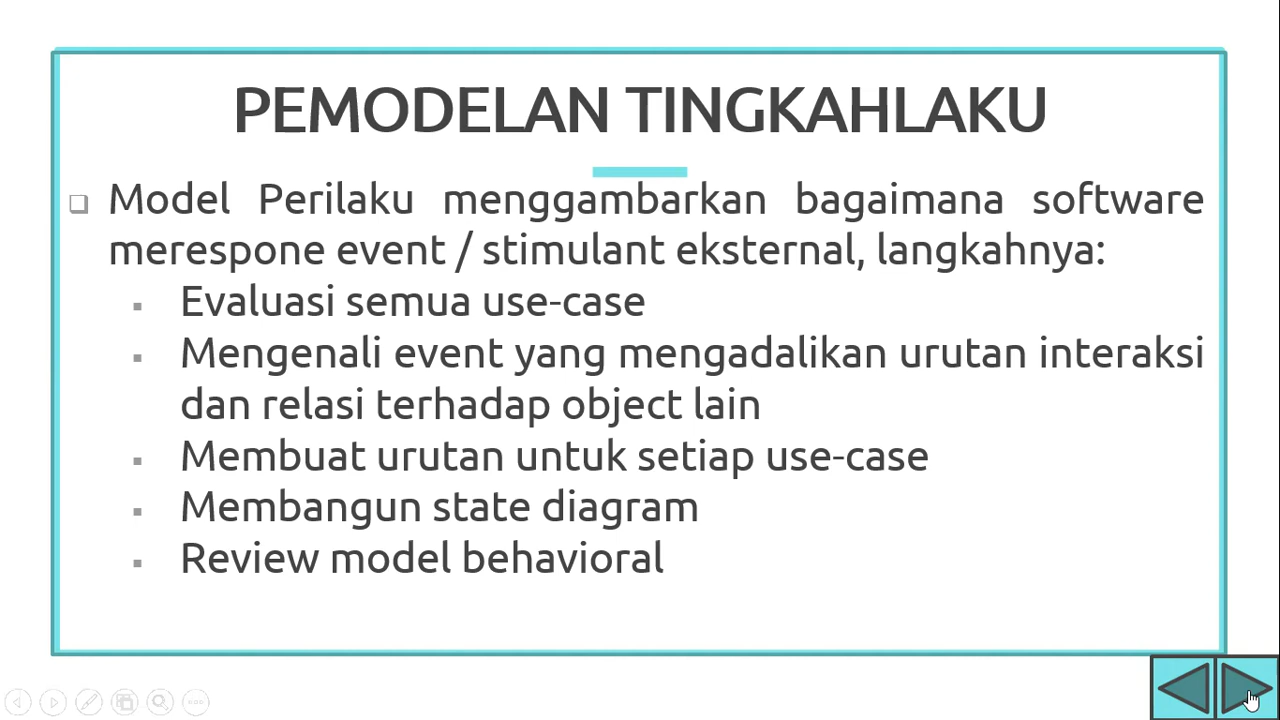 PEMODELAN TINGKAHLAKU
Model Perilaku menggambarkan bagaimana software
merespone event / stimulant eksternal, langkahnya:
Evaluasi semua use-case
Mengenali event yang mengadalikan urutan interaksi
dan relasi terhadap object lain
Membuat urutan untuk setiap use-case
Membangun state diagram
Review model behavioral